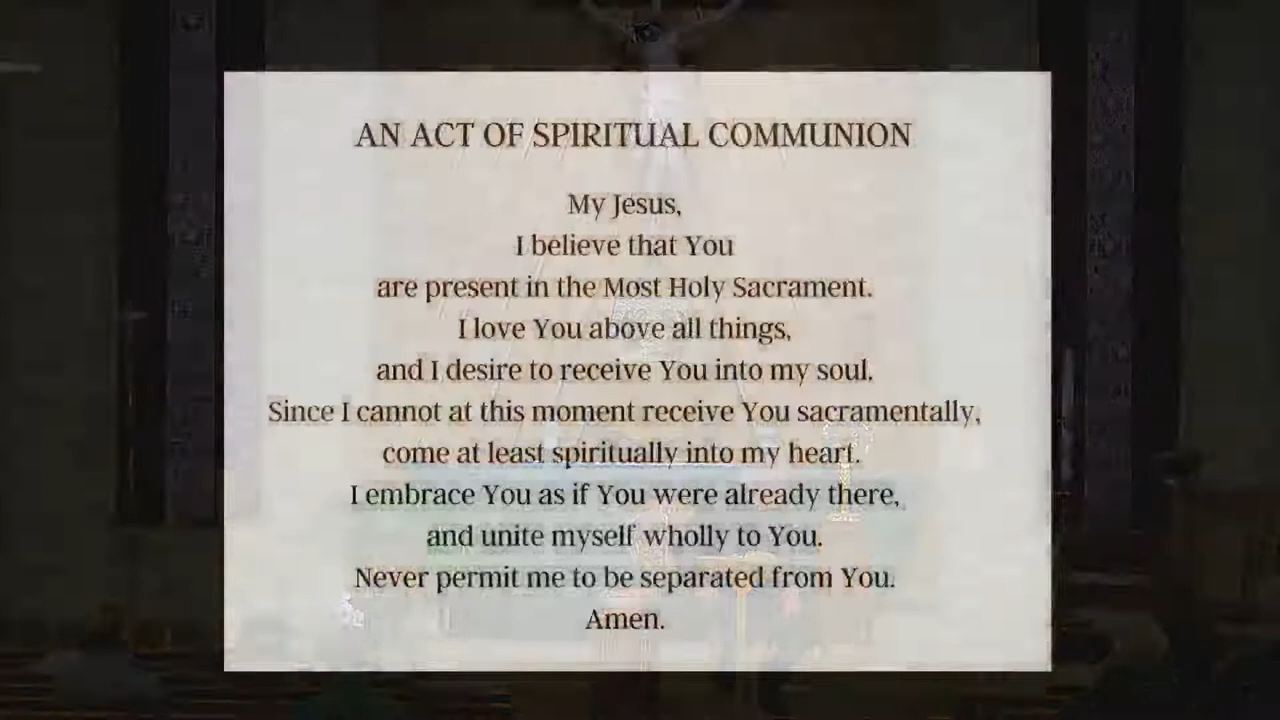 AN ACT OF SPIRITUAL COMMUNION
My Jesus,
I believe that You
are present in the Most Holy Sacrament.
I love You above all things,
and I desire to receive You into my soul.
Since I cannot at this moment receive You sacramentally,
come at least spiritually into my heart.
I embrace You as if You were already there,
and unite myself wholly to You.
Never permit me to be separated from You.
Amen.